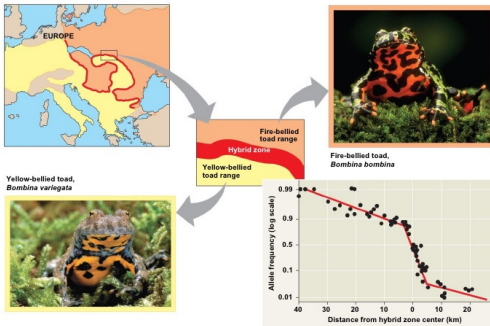 EUROPE
Fire-bellied
toad range
Hybrid zone
Yellow-bellied
toad range
Fire-bellied toad,
Bombina bombina
Yellow-bellied toad,
Bombina variegata
Allele frequency (log scale)
0.99
0.9
0.5
0.1
0.01
40 30 20 10 0 10 20
Distance from hybrid zone center (km)